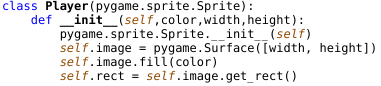 class Player(pygame.sprite.Sprite):
    def __init__(self,color,width,height):
        pygame.sprite.Sprite.__init__(self)
        self.image = pygame.Surface([width, height])
        self.image.fill(color)
        self.rect = self.image.get_rect()